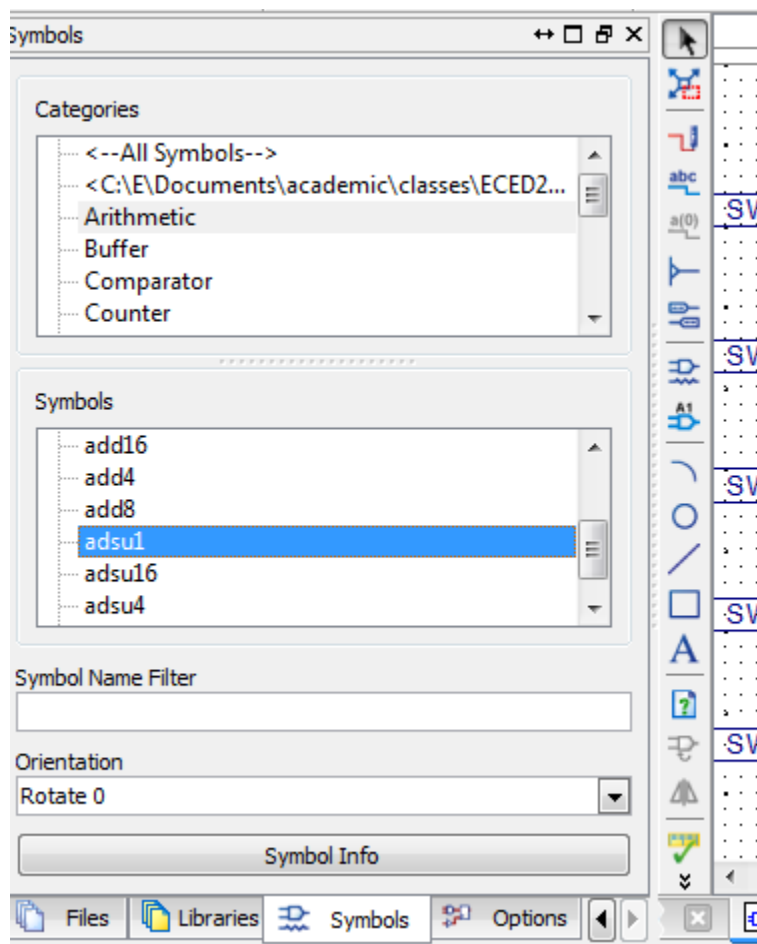 Symbols
Categories
<--All Symbols-->
<C:\E\Documents\academic\classes\ECED2...
Arithmetic
Buffer
Comparator
Counter
Symbols
add16
add4
add8
adsu1
adsu16
adsu4
Symbol Name Filter
Orientation
Rotate 0
Symbol Info
Files
Libraries
Symbols
Options
abc
a(0)
A1
A
?
SW
SW
SW
SW
SW